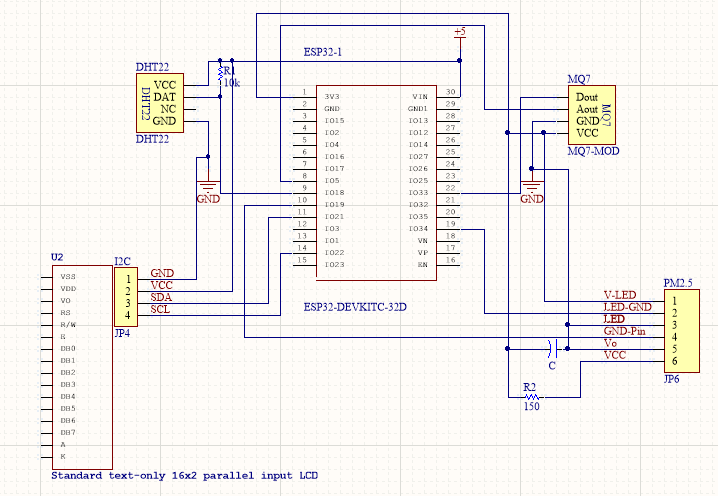 ESP32-1
+5
DHT22
VCC
DAT
NC
GND
DHT22
DHT22
R1
10k
GND
1 3V3 VIN 30
2 GND GND1 29
3 IO15 IO13 28
4 IO2 IO12 27
5 IO4 IO14 26
6 IO16 IO27 25
7 IO17 IO26 24
8 IO5 IO25 23
9 IO18 IO33 22
10 IO19 IO32 21
11 IO21 IO35 20
12 IO3 IO34 19
13 IO1 VN 18
14 IO22 VP 17
15 IO23 EN 16
ESP32-DEVKITC-32D
MQ7
Dout
Aout
GND
VCC
MQ7
MQ7-MOD
GND
U2
VSS
VDD
VO
RS
R/W
E
DB0
DB1
DB2
DB3
DB4
DB5
DB6
DB7
A
K
I2C
1 GND
2 VCC
3 SDA
4 SCL
JP4
PM2.5
V-LED 1
LED-GND 2
LED 3
GND-Pin 4
Vo 5
VCC 6
JP6
C
R2
150
Standard text-only 16x2 parallel input LCD